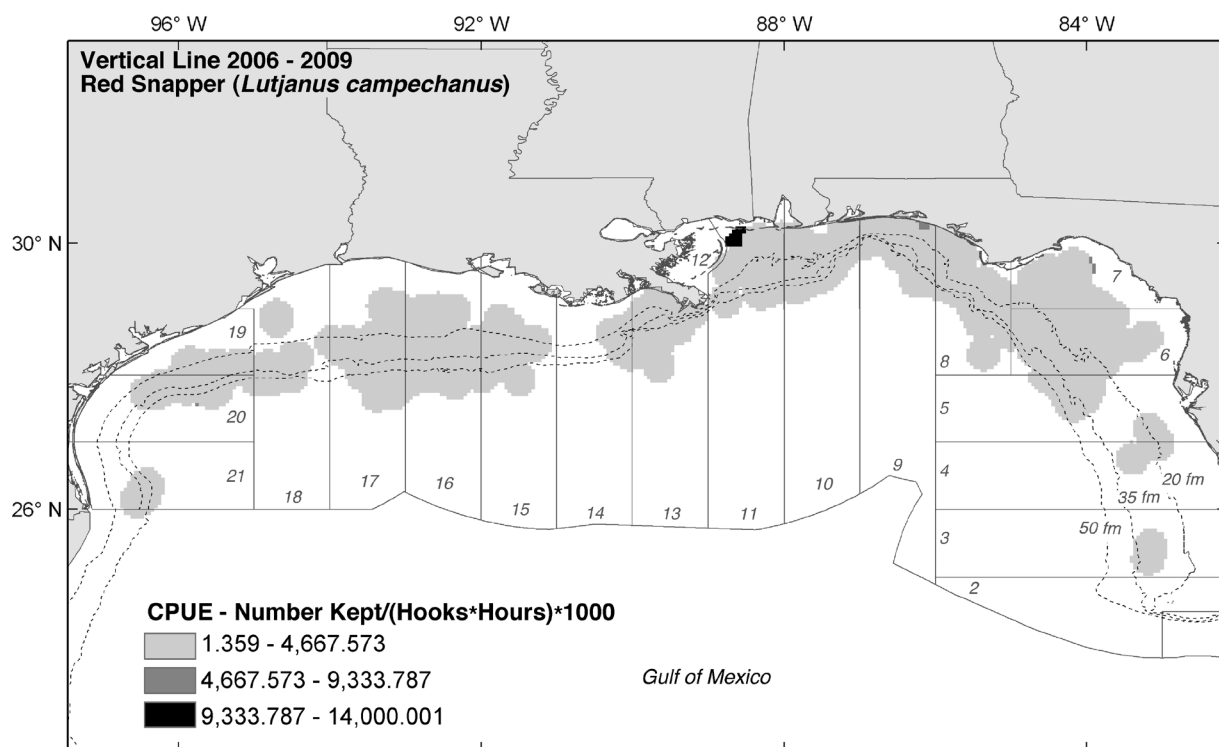 96° W 92° W 88° W 84° W
Vertical Line 2006 - 2009
Red Snapper (Lutjanus campechanus)
30° N
12
7
19
6
8
20
5
21
4
18
17
16
15
14
13
11
10
9
20 fm
35 fm
26° N
50 fm
3
2
CPUE - Number Kept/(Hooks*Hours)*1000
1.359 - 4,667.573
4,667.573 - 9,333.787
9,333.787 - 14,000.001
Gulf of Mexico